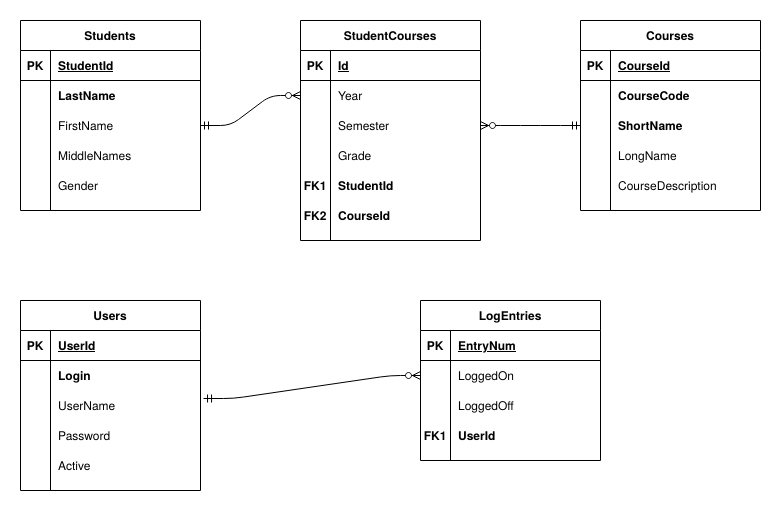 Students
PK StudentId
LastName
FirstName
MiddleNames
Gender
StudentCourses
PK Id
Year
Semester
Grade
FK1 StudentId
FK2 CourseId
Courses
PK CourseId
CourseCode
ShortName
LongName
CourseDescription
Users
PK UserId
Login
UserName
Password
Active
LogEntries
PK EntryNum
LoggedOn
LoggedOff
FK1 UserId